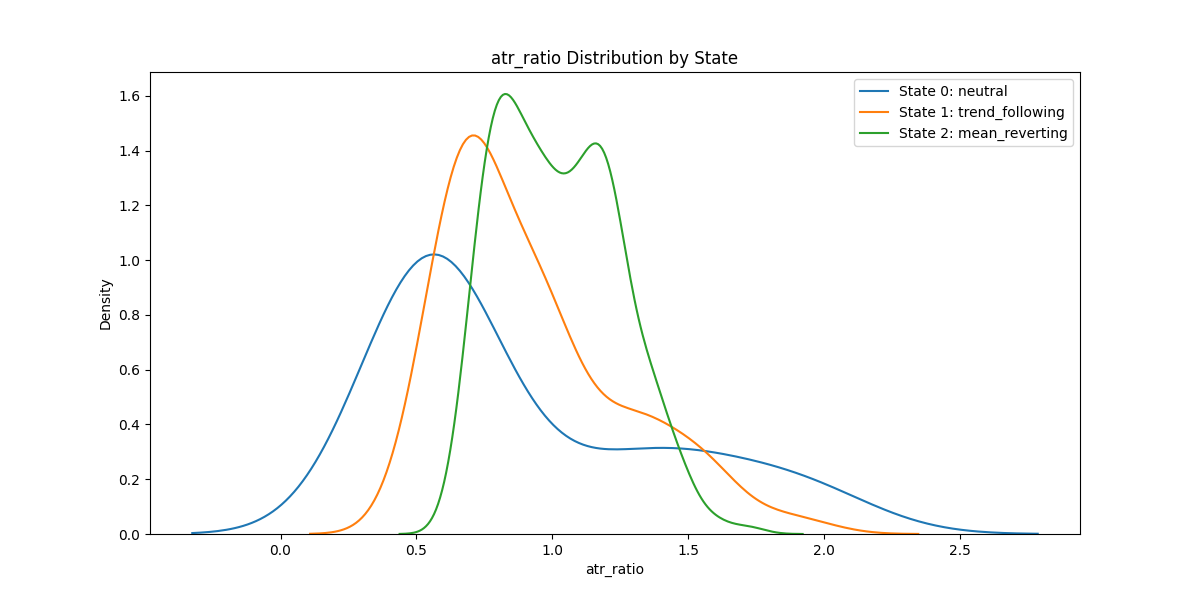 atr_ratio Distribution by State
State 0: neutral
State 1: trend_following
State 2: mean_reverting
Density
1.6
1.4
1.2
1.0
0.8
0.6
0.4
0.2
0.0
0.0 0.5 1.0 1.5 2.0 2.5
atr_ratio